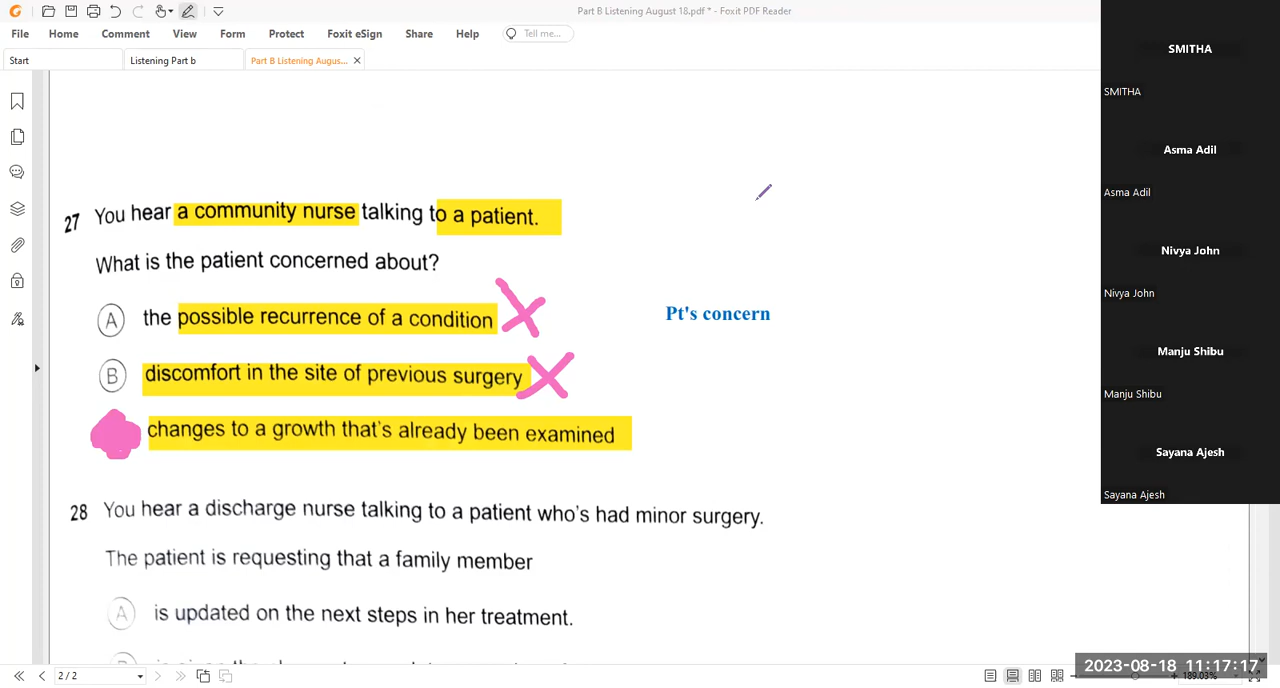 Part B Listening August 18.pdf * - Foxit PDF Reader
File Home Comment View Form Protect Foxit eSign Share Help Tell me...
Start Listening Part b Part B Listening Augus...
27 You hear a community nurse talking to a patient.
What is the patient concerned about?
A the possible recurrence of a condition
Pt's concern
B discomfort in the site of previous surgery
changes to a growth that's already been examined
28 You hear a discharge nurse talking to a patient who's had minor surgery.
The patient is requesting that a family member
A is updated on the next steps in her treatment.
SMITHA
SMITHA
Asma Adil
Asma Adil
Nivya John
Nivya John
Manju Shibu
Manju Shibu
Sayana Ajesh
Sayana Ajesh
2 / 2
2023-08-18 11:17:17
189.03%